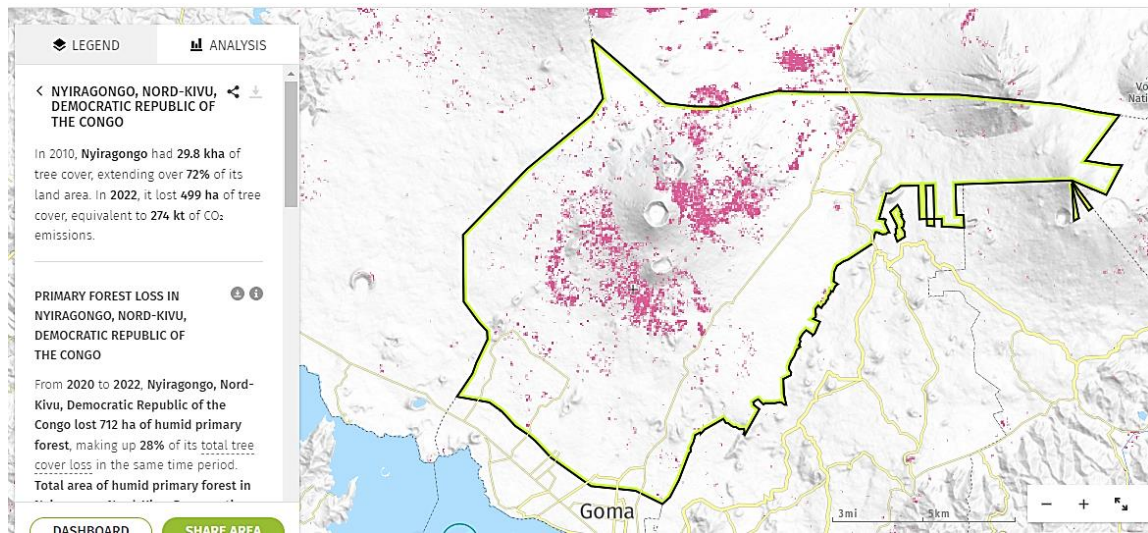 LEGEND
ANALYSIS
NYIRAGONGO, NORD-KIVU,
DEMOCRATIC REPUBLIC OF
THE CONGO
In 2010, Nyiragongo had 29.8 kha of
tree cover, extending over 72% of its
land area. In 2022, it lost 499 ha of tree
cover, equivalent to 274 kt of CO₂
emissions.
PRIMARY FOREST LOSS IN
NYIRAGONGO, NORD-KIVU,
DEMOCRATIC REPUBLIC OF
THE CONGO
From 2020 to 2022, Nyiragongo, Nord-
Kivu, Democratic Republic of the
Congo lost 712 ha of humid primary
forest, making up 28% of its total tree
cover loss in the same time period.
Total area of humid primary forest in
DASHBOARD
SHARE AREA
Goma
3mi
5km